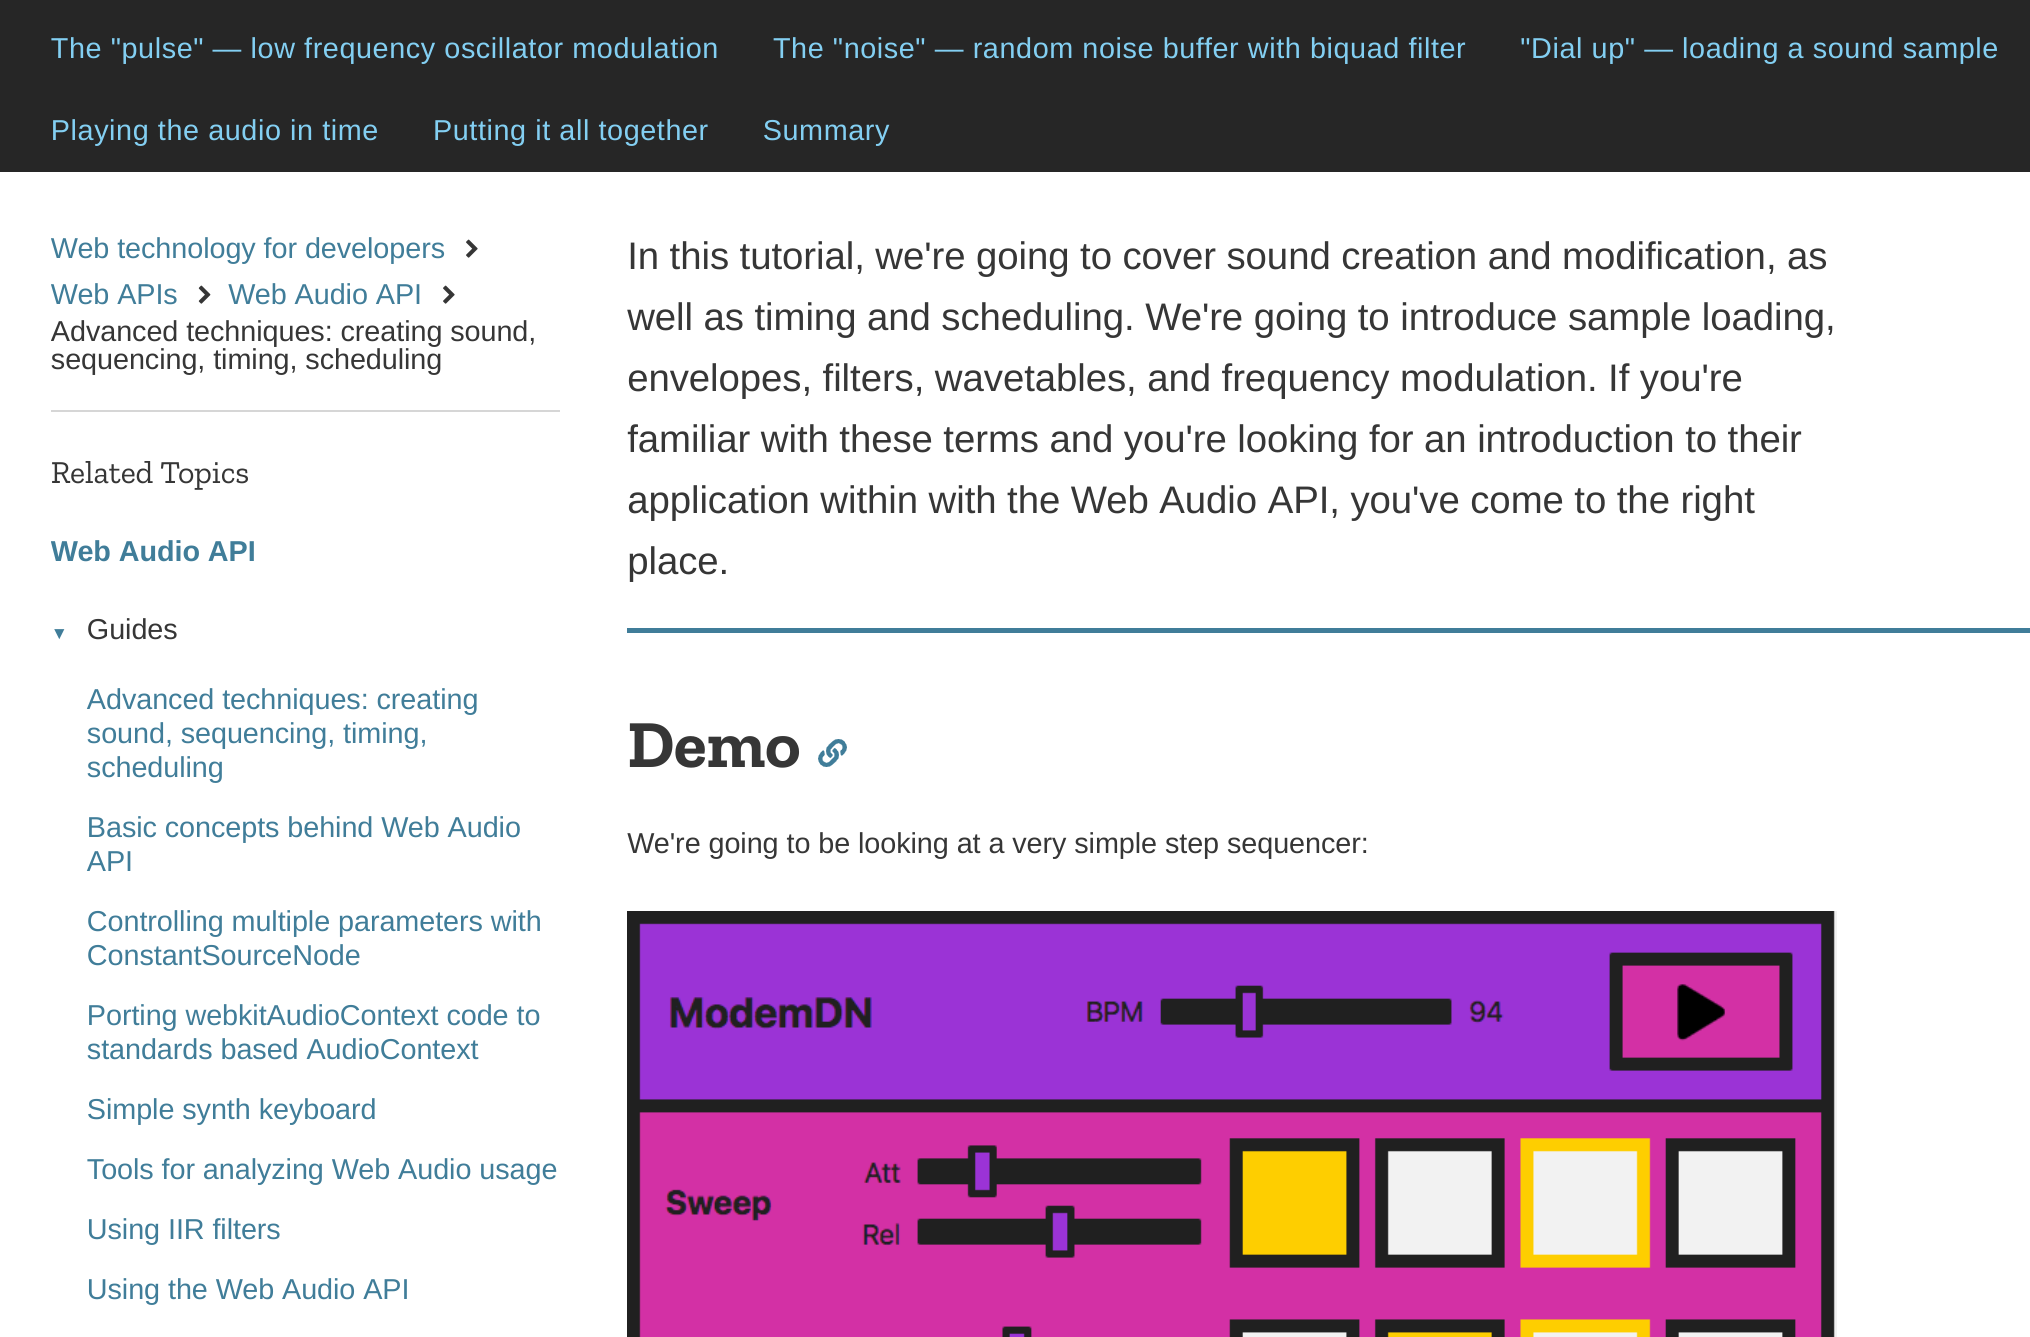 The "pulse" — low frequency oscillator modulation The "noise" — random noise buffer with biquad filter "Dial up" — loading a sound sample
Playing the audio in time Putting it all together Summary
Web technology for developers
Web APIs Web Audio API
Advanced techniques: creating sound,
sequencing, timing, scheduling
Related Topics
Web Audio API
Guides
Advanced techniques: creating
sound, sequencing, timing,
scheduling
Basic concepts behind Web Audio
API
Controlling multiple parameters with
ConstantSourceNode
Porting webkitAudioContext code to
standards based AudioContext
Simple synth keyboard
Tools for analyzing Web Audio usage
Using IIR filters
Using the Web Audio API
In this tutorial, we're going to cover sound creation and modification, as
well as timing and scheduling. We're going to introduce sample loading,
envelopes, filters, wavetables, and frequency modulation. If you're
familiar with these terms and you're looking for an introduction to their
application within with the Web Audio API, you've come to the right
place.
Demo
We're going to be looking at a very simple step sequencer:
ModemDN BPM 94
Att
Sweep
Rel